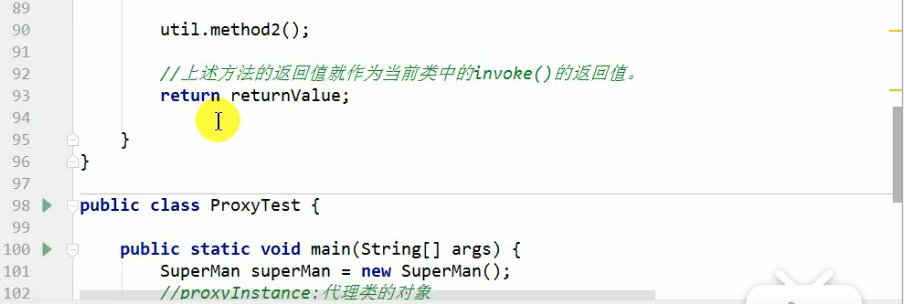 89
90 util.method2();
91
92 //上述方法的返回值就作为当前类中的invoke()的返回值。
93 return returnValue;
94
95 }
96 }
97
98 public class ProxyTest {
99
100 public static void main(String[] args) {
101 SuperMan superMan = new SuperMan();
102 //proxyInstance:代理类的对象